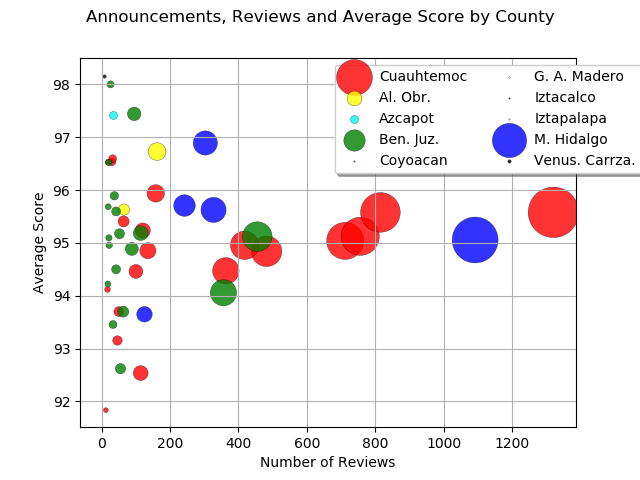 Announcements, Reviews and Average Score by County
Cuauhtemoc
Al. Obr.
Azcapot
Ben. Juz.
Coyoacan
G. A. Madero
Iztacalco
Iztapalapa
M. Hidalgo
Venus. Carrza.
98
97
96
95
94
93
92
Average Score
0 200 400 600 800 1000 1200
Number of Reviews